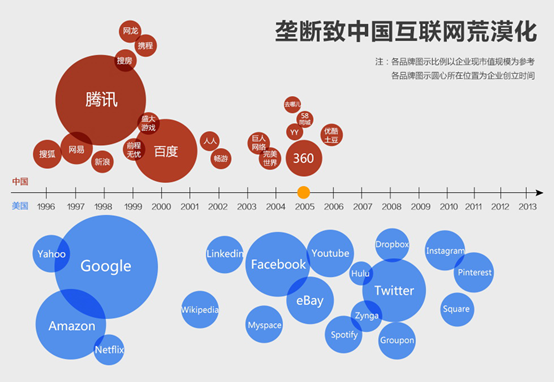 垄断致中国互联网荒漠化
注：各品牌图示比例以企业现市值规模为参考
各品牌图示圆心所在位置为企业创立时间
网龙
携程
搜房
腾讯
盛大
游戏
搜狐
网易
新浪
前程
无忧
百度
人人
畅游
去哪儿
58
同城
YY
优酷
土豆
巨人
网络
完美
世界
360
中国
美国
1996 1997 1998 1999 2000 2001 2002 2003 2004 2005 2006 2007 2008 2009 2010 2011 2012 2013
Yahoo
Google
Amazon
Netflix
Linkedin
Wikipedia
Facebook
Youtube
eBay
Myspace
Hulu
Dropbox
Twitter
Zynga
Spotify
Groupon
Instagram
Pinterest
Square